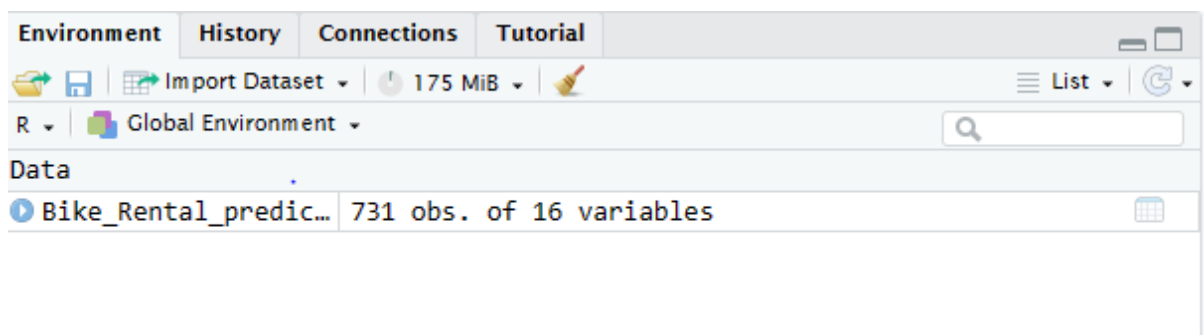 Environment History Connections Tutorial
Import Dataset 175 MiB List
R Global Environment
Data
Bike_Rental_predic… 731 obs. of 16 variables